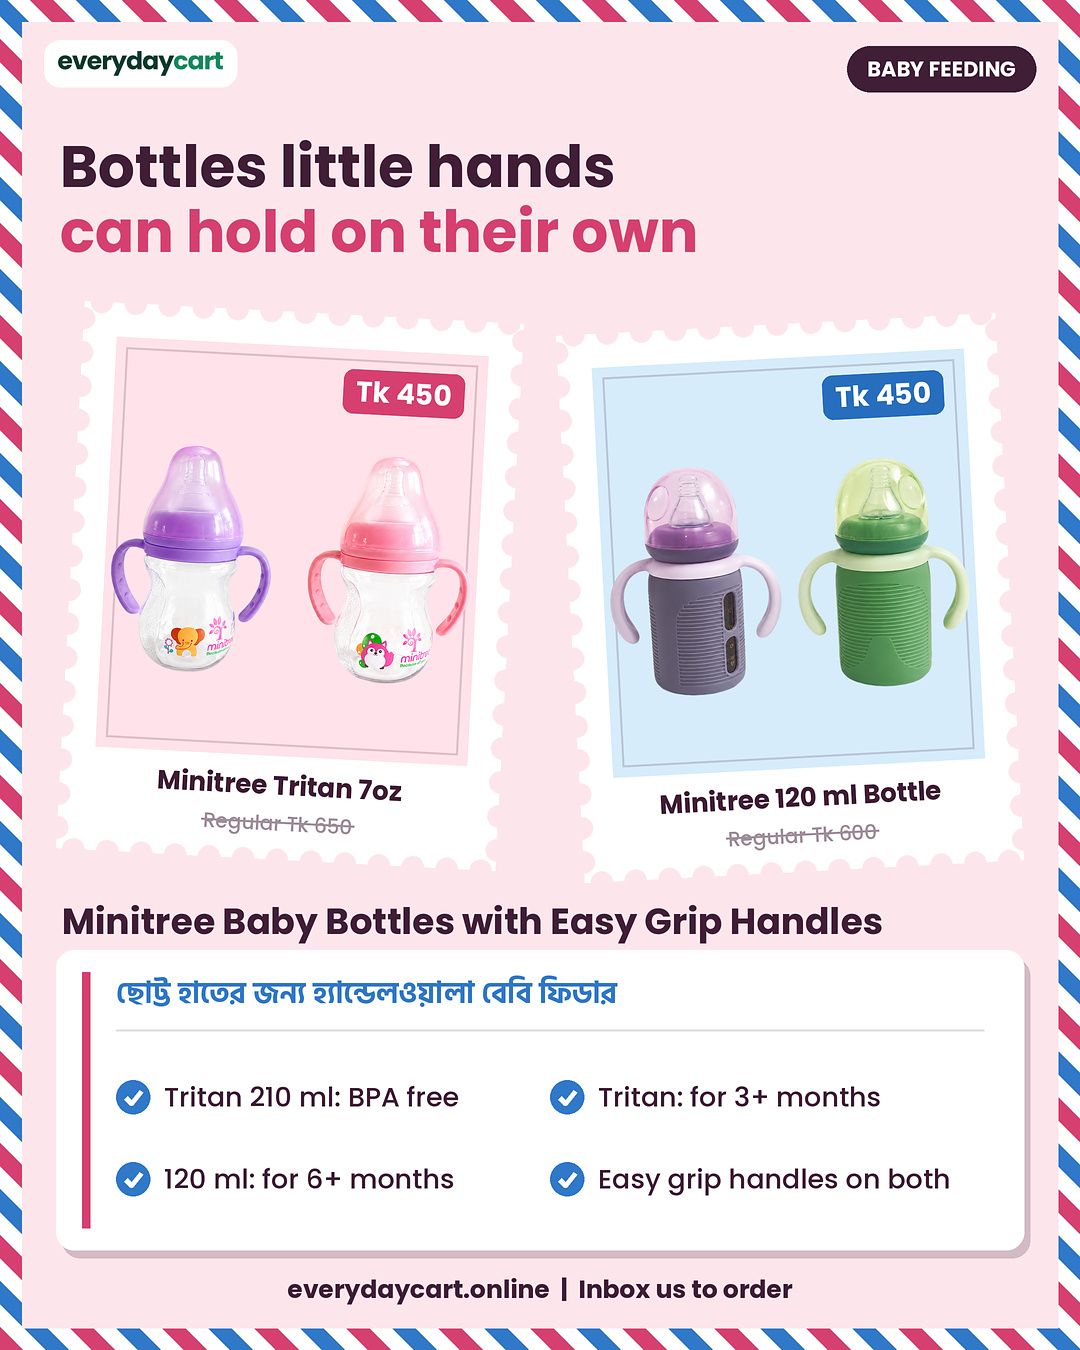 everydaycart
BABY FEEDING
Bottles little hands
can hold on their own
Tk 450
minitree
minitree
Minitree Tritan 7oz
Regular Tk 650
Tk 450
Minitree 120 ml Bottle
Regular Tk 600
Minitree Baby Bottles with Easy Grip Handles
ছোট্ট হাতের জন্য হ্যান্ডেলওয়ালা বেবি ফিডার
Tritan 210 ml: BPA free
Tritan: for 3+ months
120 ml: for 6+ months
Easy grip handles on both
everydaycart.online | Inbox us to order